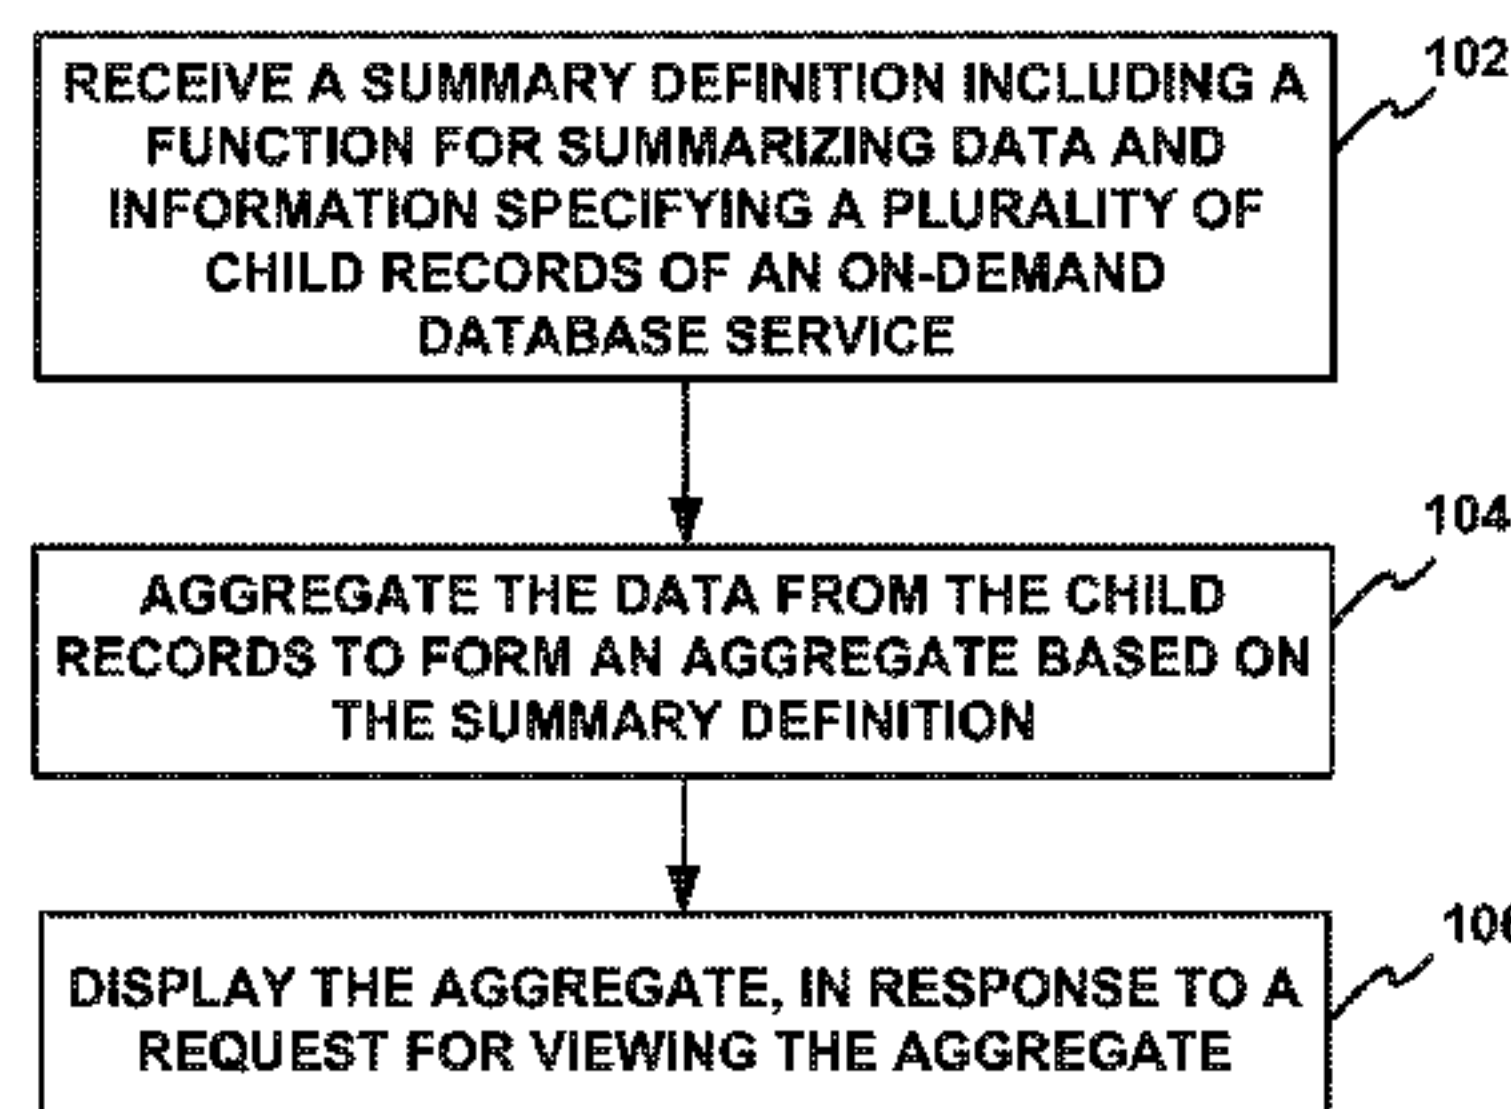 RECEIVE A SUMMARY DEFINITION INCLUDING A
FUNCTION FOR SUMMARIZING DATA AND
INFORMATION SPECIFYING A PLURALITY OF
CHILD RECORDS OF AN ON-DEMAND
DATABASE SERVICE
102
AGGREGATE THE DATA FROM THE CHILD
RECORDS TO FORM AN AGGREGATE BASED ON
THE SUMMARY DEFINITION
104
DISPLAY THE AGGREGATE, IN RESPONSE TO A
REQUEST FOR VIEWING THE AGGREGATE